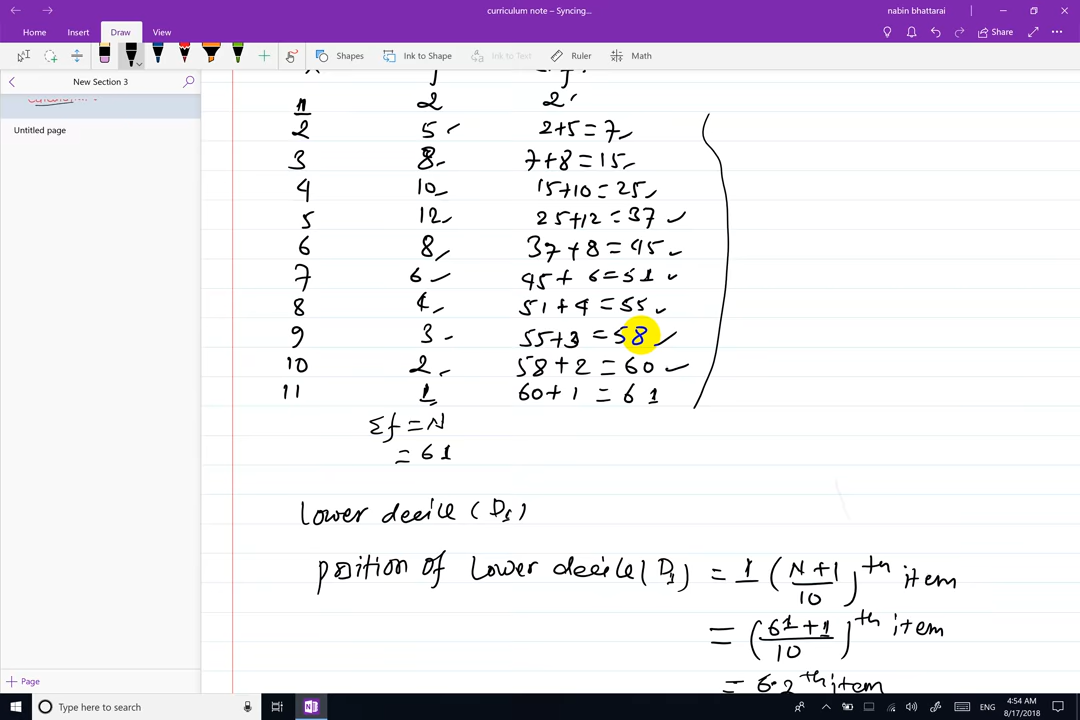 curriculum note – Syncing...
nabin bhattarai
Home Insert Draw View
Share
Shapes Ink to Shape Ink to Text Ruler Math
New Section 3
Untitled page
1 2 2
2 5 2+5=7
3 8 7+8=15
4 10 15+10=25
5 12 25+12=37
6 8 37+8=45
7 6 45+6=51
8 4 51+4=55
9 3 55+3=58
10 2 58+2=60
11 1 60+1=61
Σf=N
=61
Lower decile (D1)
position of Lower decile (D1) = 1 (N+1/10)th item
= (61+1/10)th item
= 6.2th item
+ Page
Type here to search
ENG
4:54 AM
8/17/2018